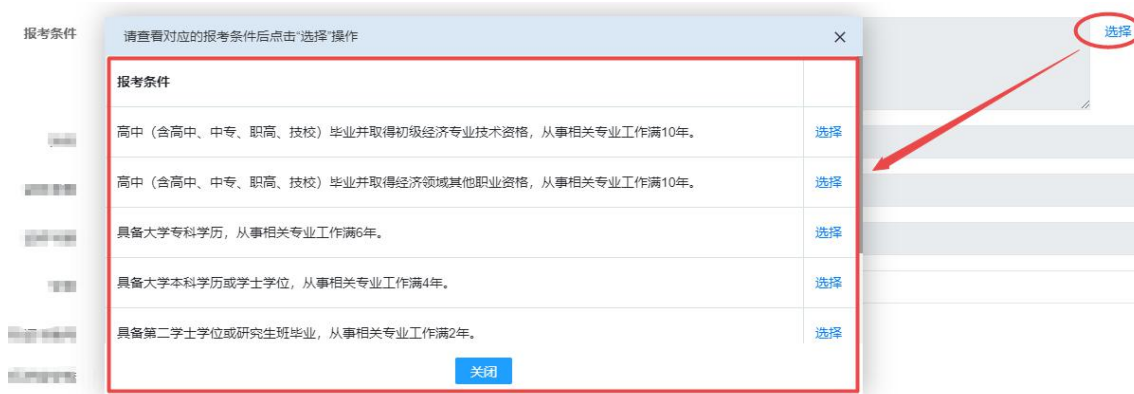 报考条件
请查看对应的报考条件后点击“选择”操作
×
选择
报考条件
高中（含高中、中专、职高、技校）毕业并取得初级经济专业技术资格，从事相关专业工作满10年。 选择
高中（含高中、中专、职高、技校）毕业并取得经济领域其他职业资格，从事相关专业工作满10年。 选择
具备大学专科学历，从事相关专业工作满6年。 选择
具备大学本科学历或学士学位，从事相关专业工作满4年。 选择
具备第二学士学位或研究生班毕业，从事相关专业工作满2年。 选择
关闭